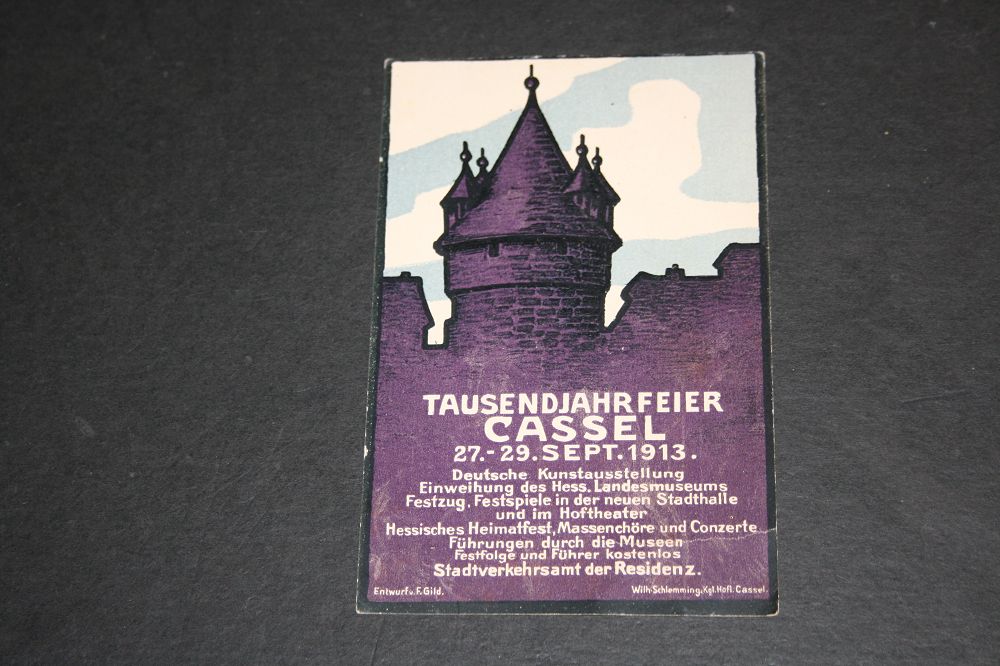 TAUSENDJAHRFEIER
CASSEL
27.-29. SEPT. 1913.
Deutsche Kunstausstellung
Einweihung des Hess. Landesmuseums
Festzug, Festspiele in der neuen Stadthalle
und im Hoftheater
Hessisches Heimatfest, Massenchöre und Conzerte
Führungen durch die Museen
Festfolge und Führer kostenlos
Stadtverkehrsamt der Residenz.
Entwurf v. F. Gild. Wilh. Schlemming, Kgl. Hofl. Cassel.